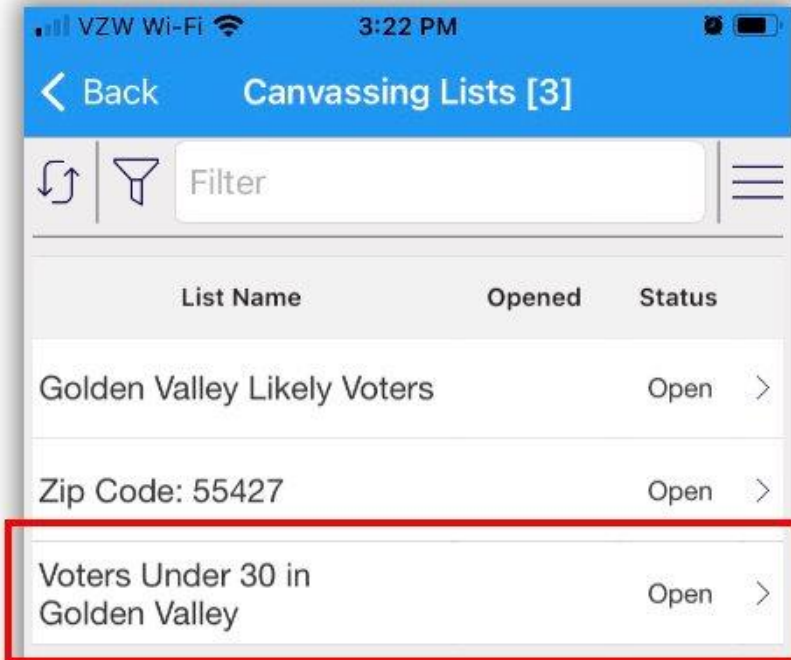 VZW Wi-Fi 3:22 PM
Back Canvassing Lists [3]
Filter
List Name Opened Status
Golden Valley Likely Voters Open
Zip Code: 55427 Open
Voters Under 30 in
Golden Valley Open